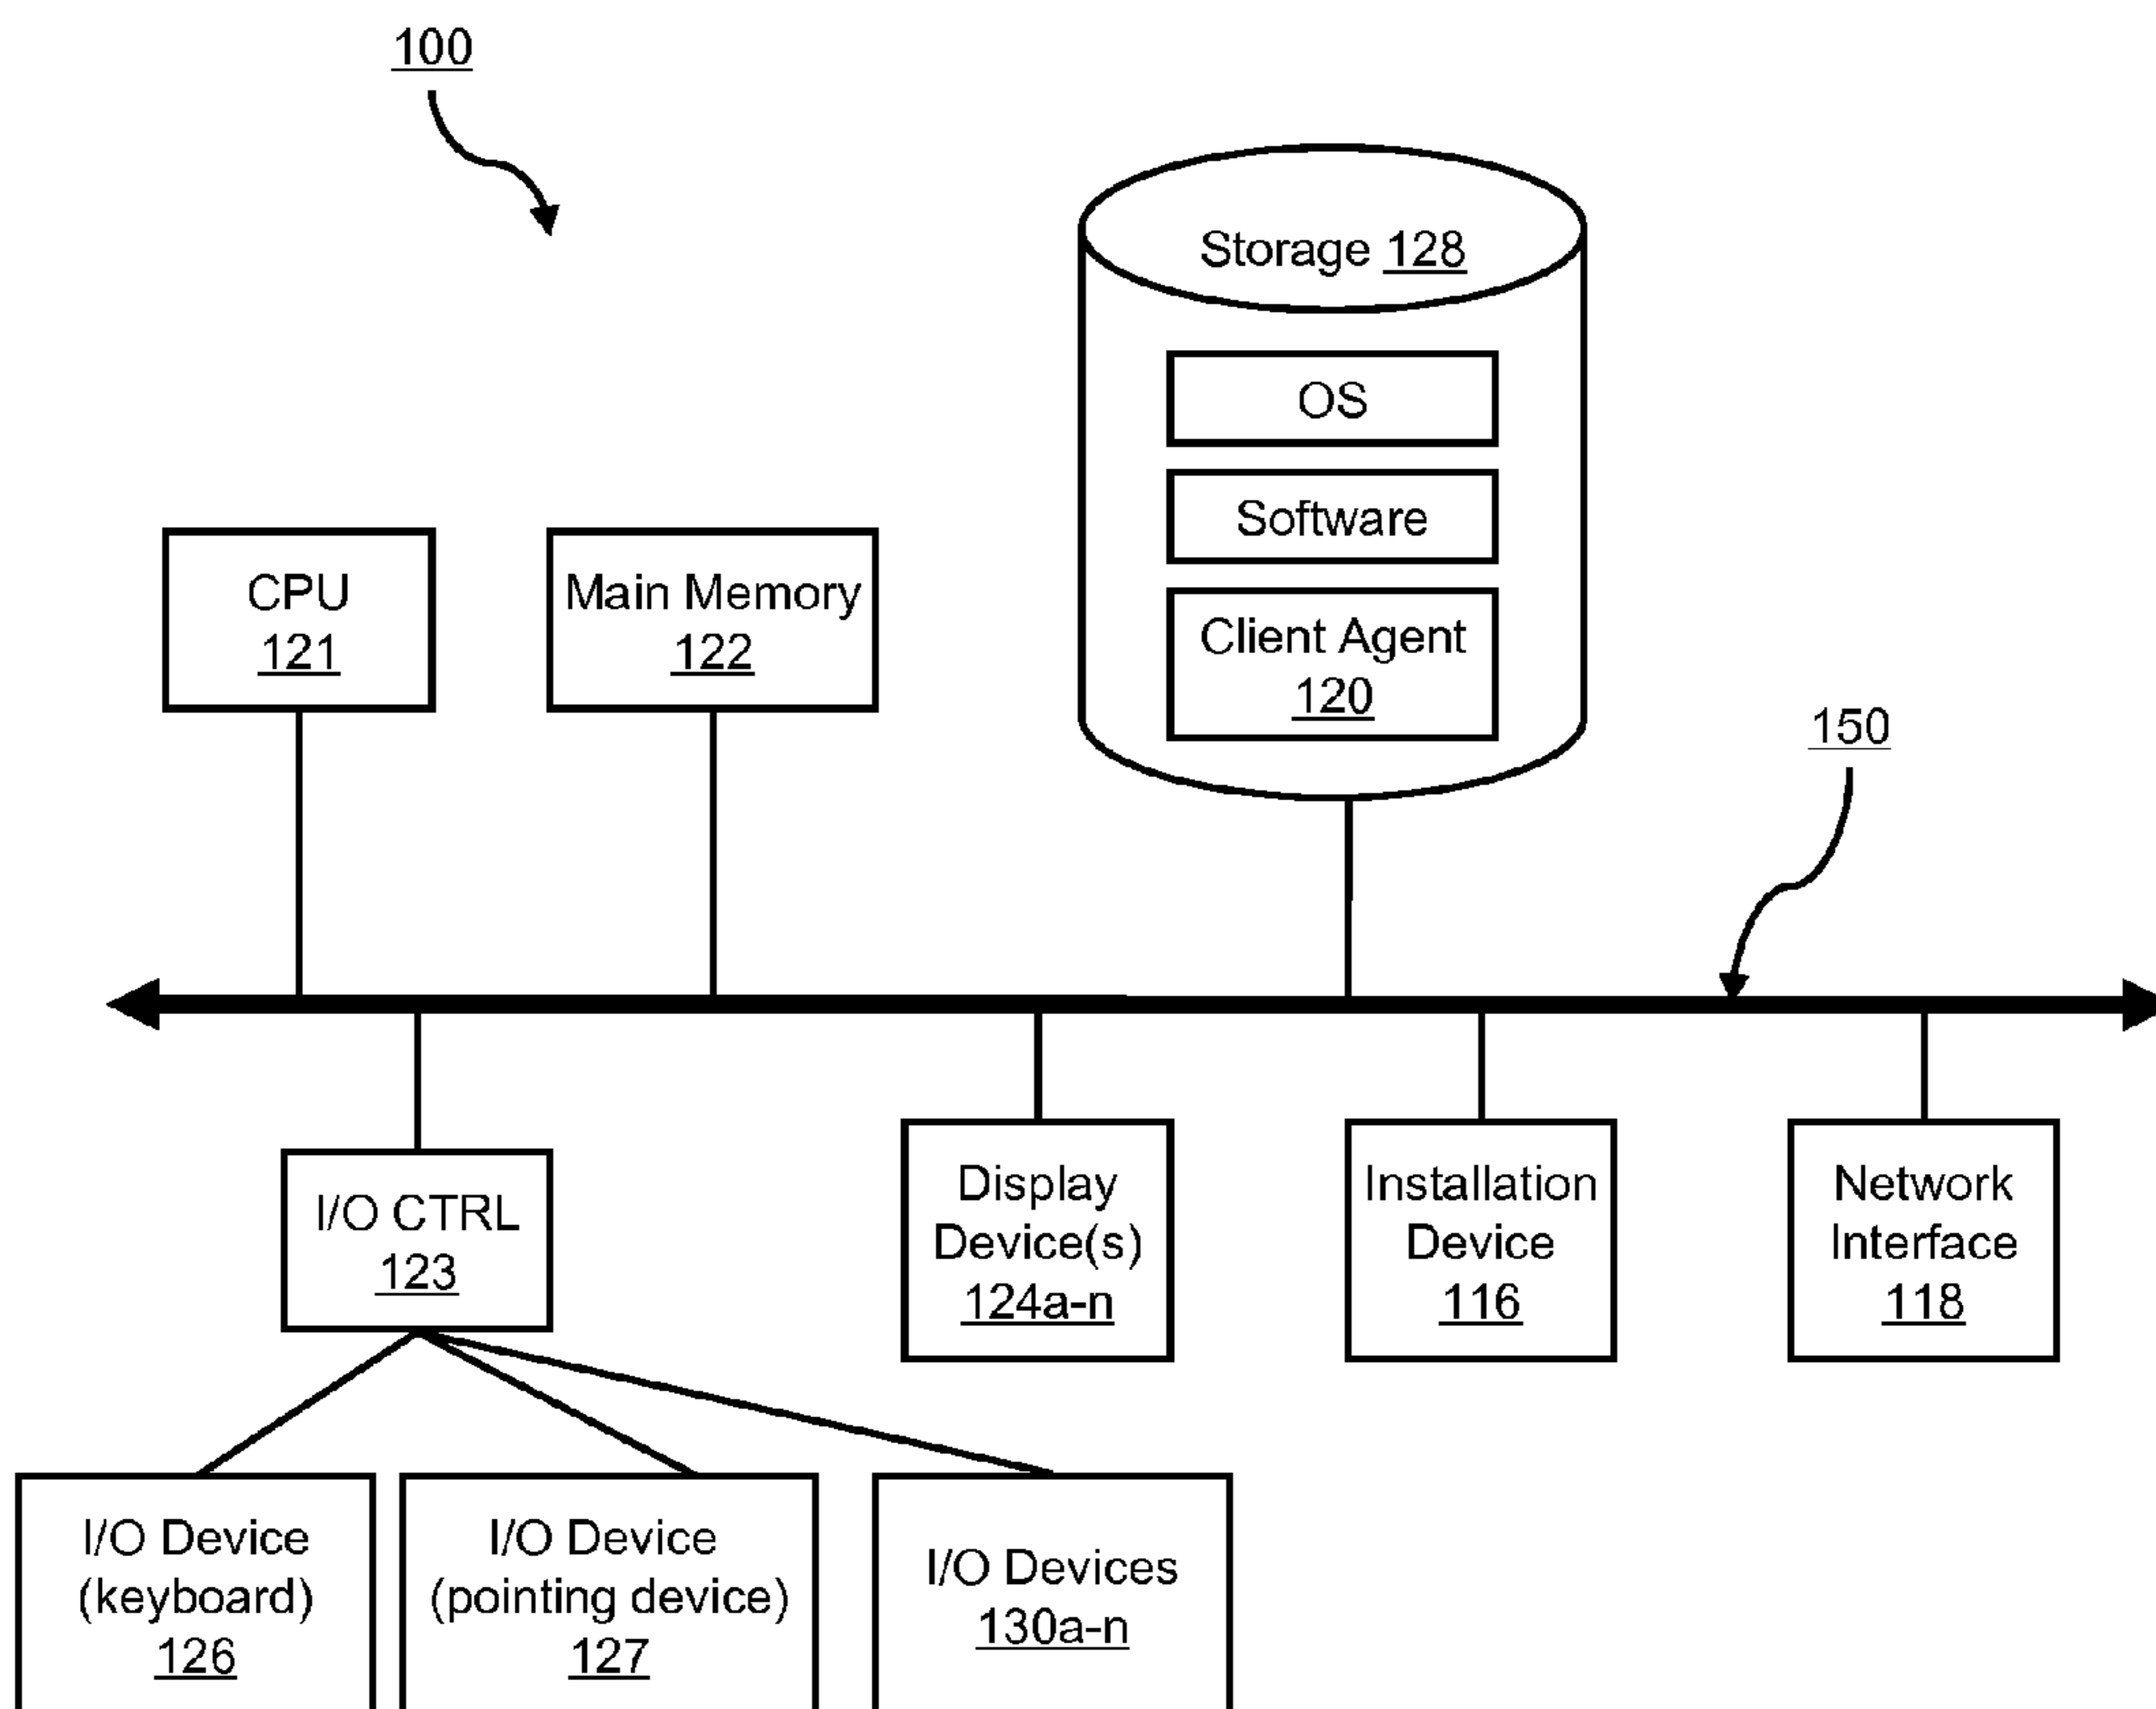 100
Storage 128
OS
Software
Client Agent
120
CPU
121
Main Memory
122
150
I/O CTRL
123
Display
Device(s)
124a-n
Installation
Device
116
Network
Interface
118
I/O Device
(keyboard)
126
I/O Device
(pointing device)
127
I/O Devices
130a-n